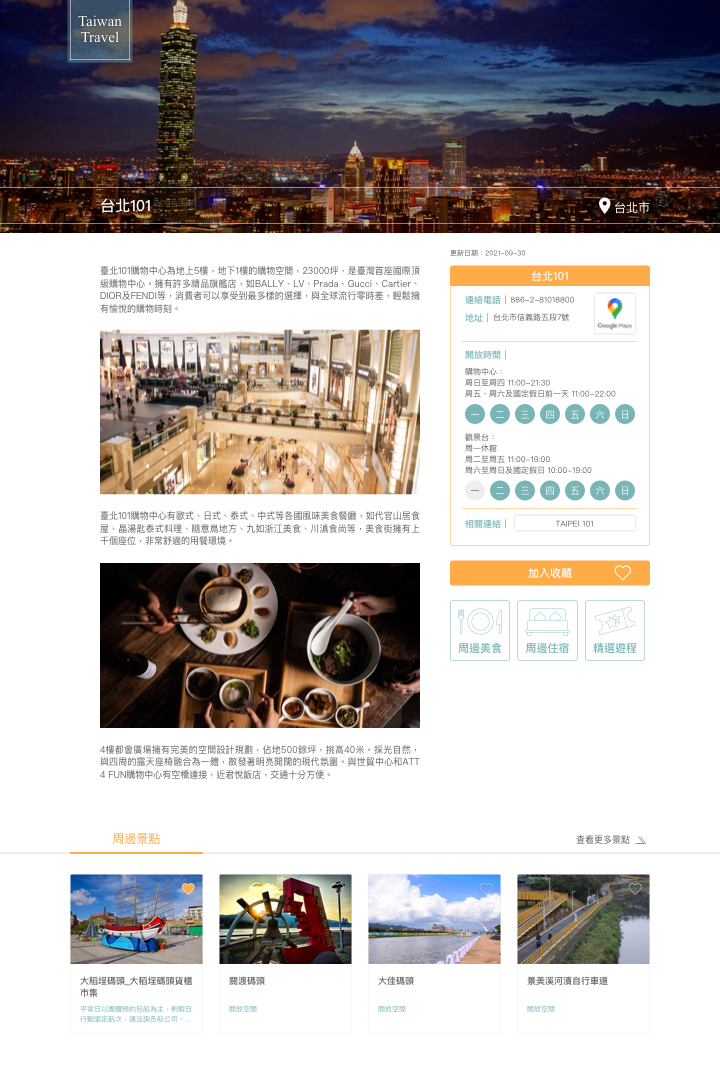 Taiwan
Travel
台北101
台北市
更新日期：2021-09-30
臺北101購物中心為地上5樓，地下1樓的購物空間，23000坪、是臺灣首座國際頂
級購物中心。擁有許多精品旗艦店，如BALLY、LV、Prada、Gucci、Cartier、
DIOR及FENDI等，消費者可以享受到最多樣的選擇，與全球流行零時差，輕鬆擁
有愉悅的購物時刻。
臺北101購物中心有歐式、日式、泰式、中式等各國風味美食餐廳，如代官山居食
屋、晶湯匙泰式料理、隨意鳥地方、九如浙江美食、川滇食尚等，美食街擁有上
千個座位，非常舒適的用餐環境。
4樓都會廣場擁有完美的空間設計規劃，佔地500餘坪，挑高40米。採光自然，
與四周的露天座椅融合為一體，散發著明亮開闊的現代氛圍。與世貿中心和ATT
4 FUN購物中心有空橋連接，近君悅飯店，交通十分方便。
台北101
連絡電話｜886-2-81018800
地址｜台北市信義路五段7號
Google Maps
開放時間｜
購物中心：
周日至周四 11:00-21:30
周五、周六及國定假日前一天 11:00-22:00
一 二 三 四 五 六 日
觀景台：
周一休館
周二至周五 11:00-19:00
周六至周日及國定假日 10:00-19:00
一 二 三 四 五 六 日
相關連結｜ TAIPEI 101
加入收藏
周邊美食 周邊住宿 精選遊程
周邊景點
查看更多景點
大稻埕碼頭_大稻埕碼頭貨櫃
市集
平常日以團體預約包船為主，例假日
行駛固定航次，請洽詢各船公司。...
關渡碼頭
開放空間
大佳碼頭
開放空間
景美溪河濱自行車道
開放空間